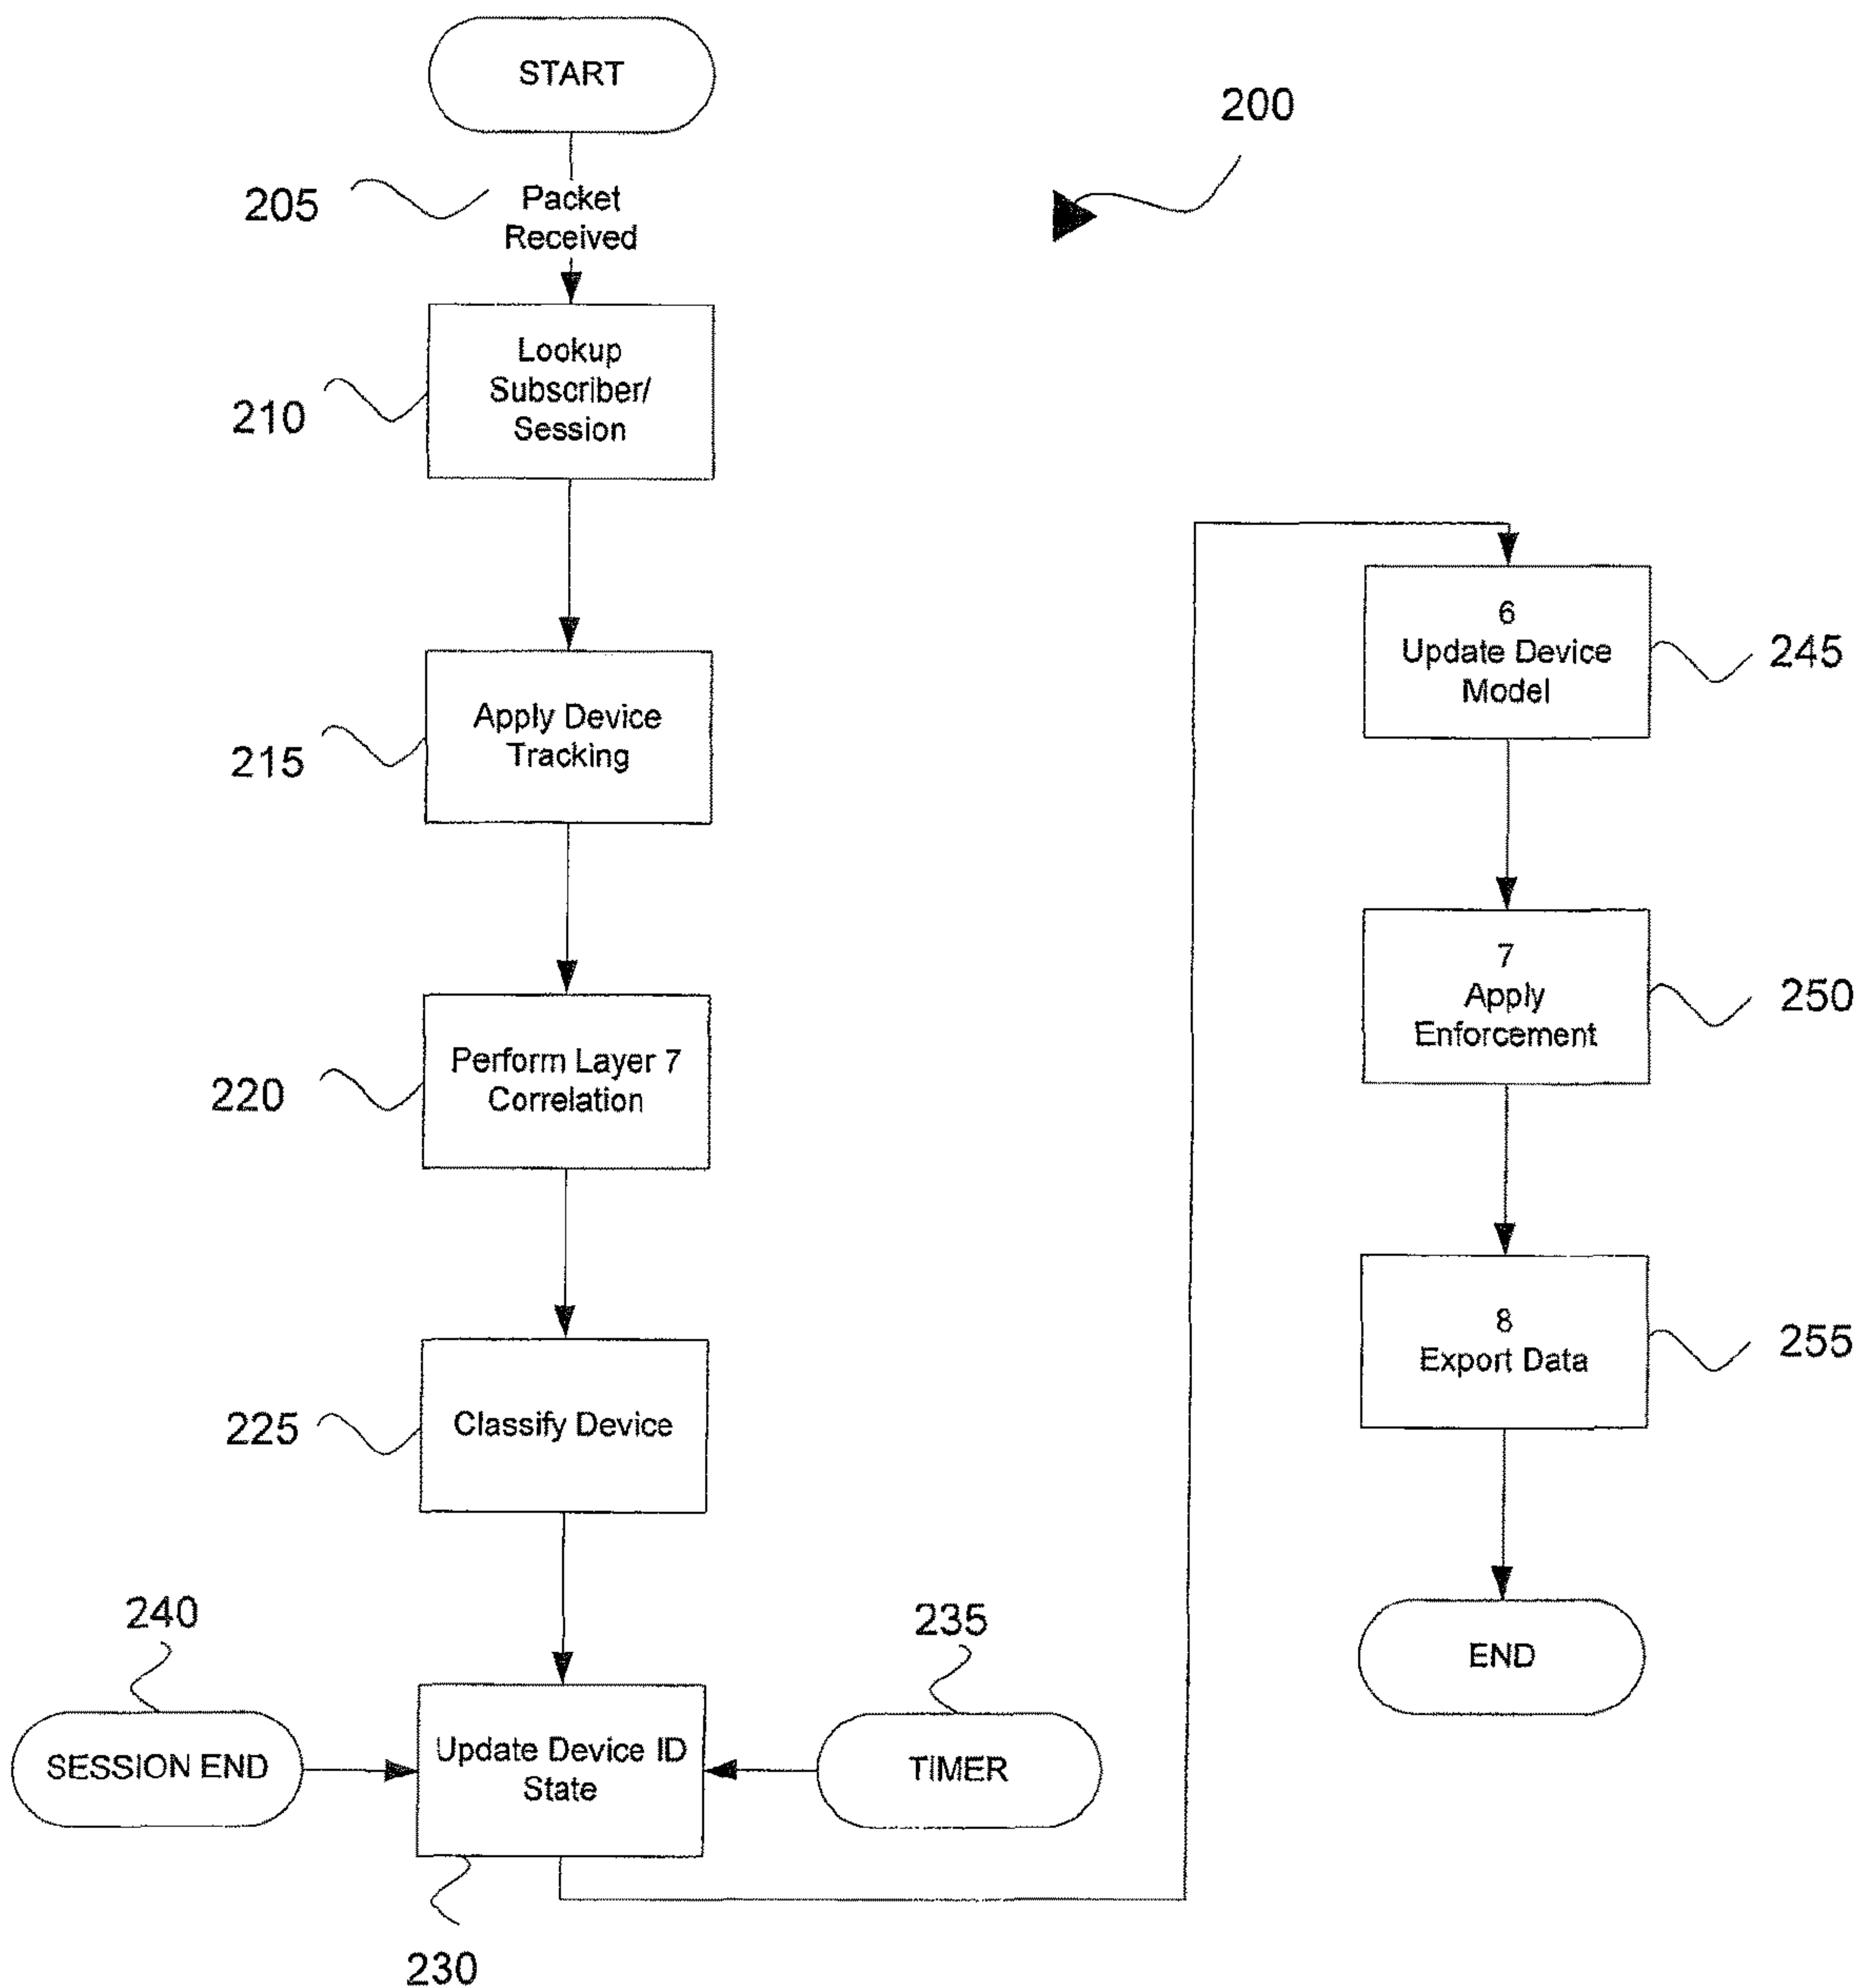 START
200
205
Packet
Received
Lookup
Subscriber/
Session
210
Apply Device
Tracking
215
Perform Layer 7
Correlation
220
Classify Device
225
240
235
SESSION END
Update Device ID
State
TIMER
230
6
Update Device
Model
245
7
Apply
Enforcement
250
8
Export Data
255
END